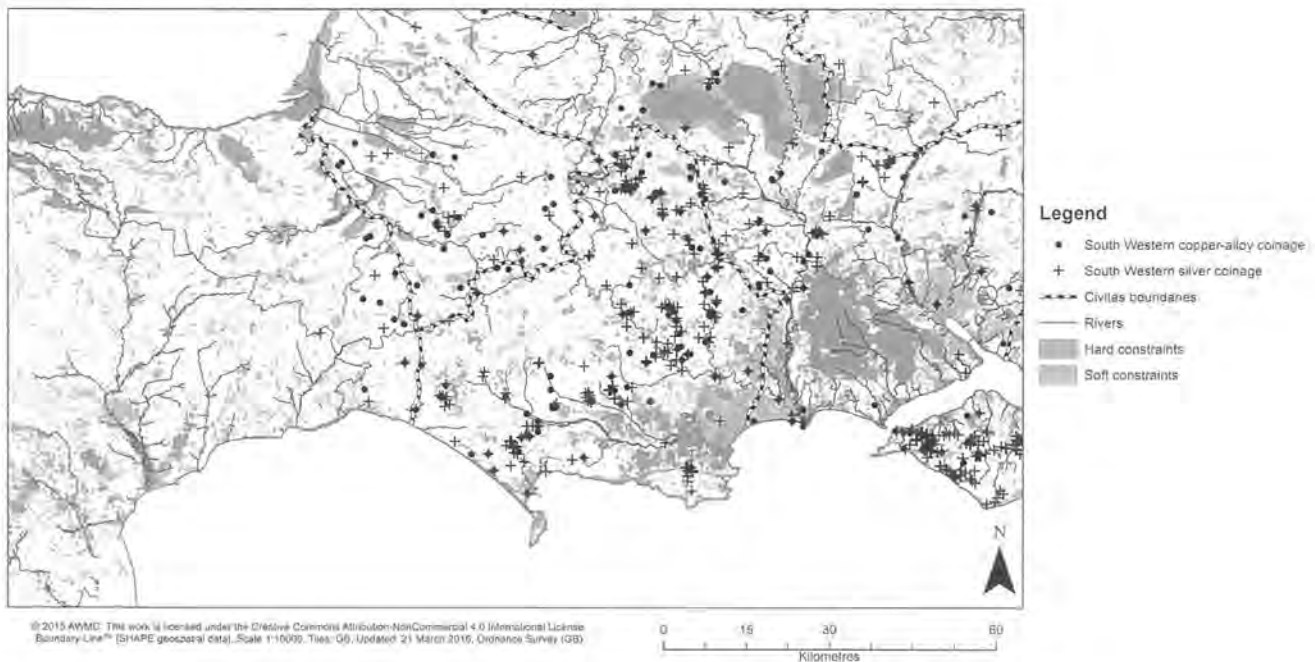 Legend
South Western copper-alloy coinage
South Western silver coinage
Civitas boundaries
Rivers
Hard constraints
Soft constraints
N
© 2015 AWMC. This work is licensed under the Creative Commons Attribution-NonCommercial 4.0 International License.
Boundary-Line™ [SHAPE geospatial data], Scale 1:10000, Tiles: GB, Updated: 21 March 2016, Ordnance Survey (GB)
0 15 30 60
Kilometres